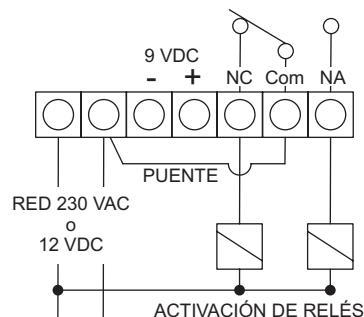 9 VDC
- + NC Com NA
PUENTE
RED 230 VAC
o
12 VDC
ACTIVACIÓN DE RELÉS